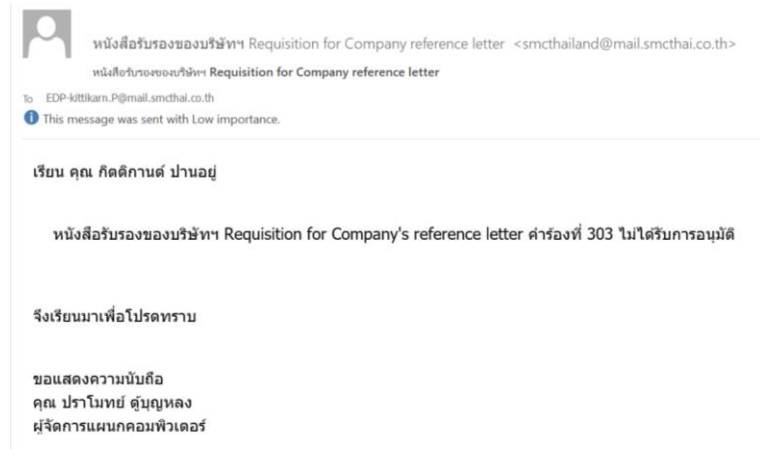 หนังสือรับรองของบริษัทฯ Requisition for Company reference letter <smcthailand@mail.smcthai.co.th>
หนังสือรับรองของบริษัทฯ Requisition for Company reference letter
To EDP-kittikarn.P@mail.smcthai.co.th
This message was sent with Low importance.
เรียน คุณ กิตติกานต์ ปานอยู่
หนังสือรับรองของบริษัทฯ Requisition for Company's reference letter คำร้องที่ 303 ไม่ได้รับการอนุมัติ
จึงเรียนมาเพื่อโปรดทราบ
ขอแสดงความนับถือ
คุณ ปราโมทย์ ตู้บุญหลง
ผู้จัดการแผนกคอมพิวเตอร์